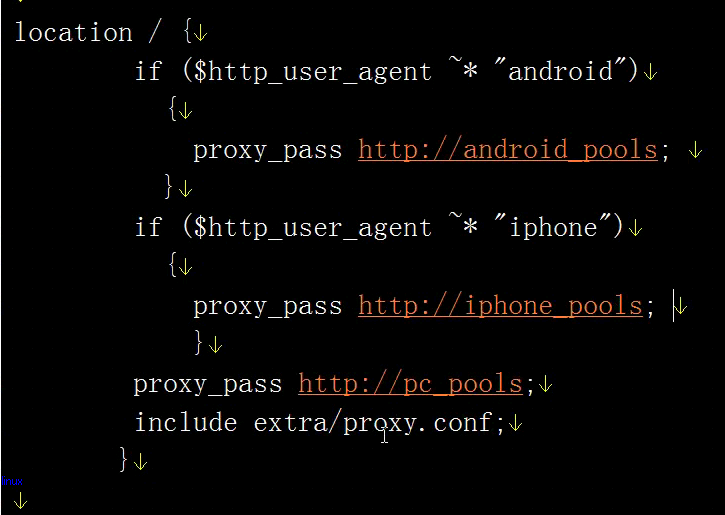 location / {↓
if ($http_user_agent ~* "android")↓
{↓
proxy_pass http://android_pools; ↓
}↓
if ($http_user_agent ~* "iphone")↓
{↓
proxy_pass http://iphone_pools; ↓
}↓
proxy_pass http://pc_pools;↓
include extra/proxy.conf;↓
}↓
↓